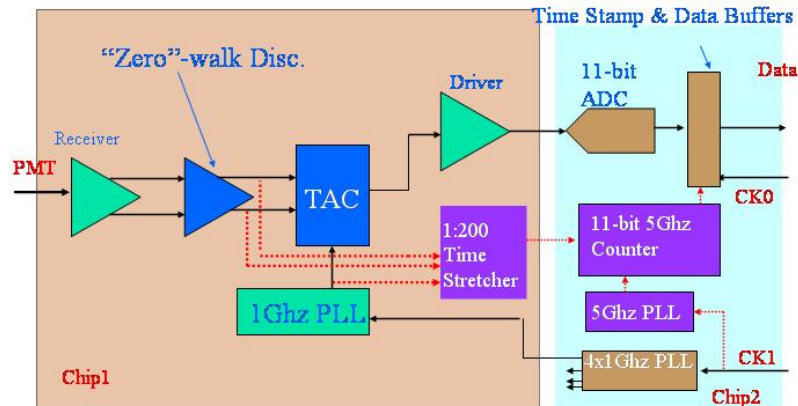 Time Stamp & Data Buffers
“Zero”-walk Disc.
Driver
11-bit
ADC
Data
Receiver
PMT
TAC
CK0
1:200
Time
Stretcher
11-bit 5Ghz
Counter
1Ghz PLL
5Ghz PLL
4x1Ghz PLL
CK1
Chip1
Chip2